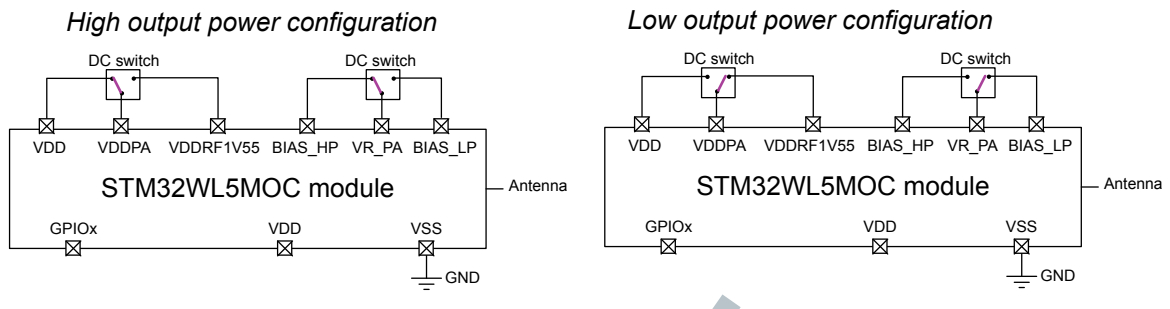 High output power configuration
DC switch DC switch
VDD VDDPA VDDRF1V55 BIAS_HP VR_PA BIAS_LP
STM32WL5MOC module
Antenna
GPIOx VDD VSS
GND
Low output power configuration
DC switch DC switch
VDD VDDPA VDDRF1V55 BIAS_HP VR_PA BIAS_LP
STM32WL5MOC module
Antenna
GPIOx VDD VSS
GND